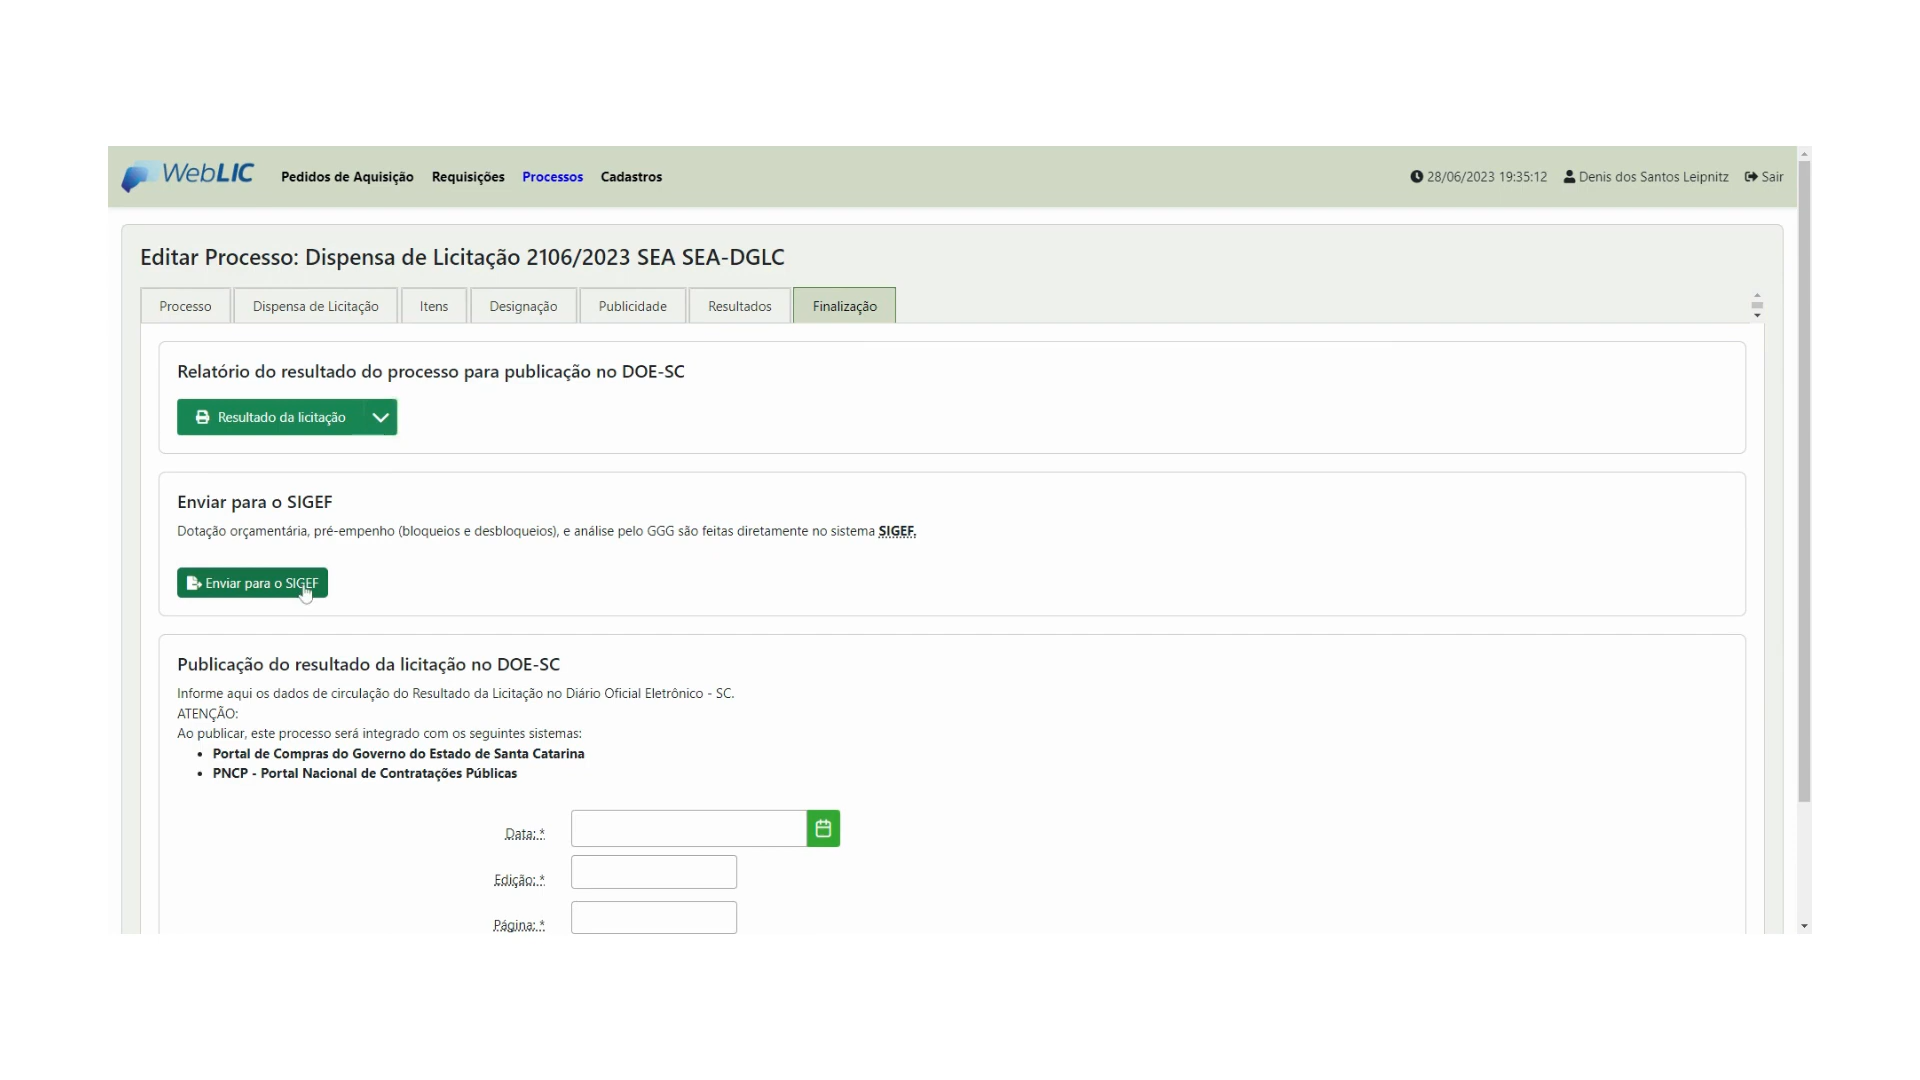 WebLIC Pedidos de Aquisição Requisições Processos Cadastros 28/06/2023 19:35:12 Denis dos Santos Leipnitz Sair
Editar Processo: Dispensa de Licitação 2106/2023 SEA SEA-DGLC
Processo Dispensa de Licitação Itens Designação Publicidade Resultados Finalização
Relatório do resultado do processo para publicação no DOE-SC
Resultado da licitação
Enviar para o SIGEF
Dotação orçamentária, pré-empenho (bloqueios e desbloqueios), e análise pelo GGG são feitas diretamente no sistema SIGEF.
Enviar para o SIGEF
Publicação do resultado da licitação no DOE-SC
Informe aqui os dados de circulação do Resultado da Licitação no Diário Oficial Eletrônico - SC.
ATENÇÃO:
Ao publicar, este processo será integrado com os seguintes sistemas:
• Portal de Compras do Governo do Estado de Santa Catarina
• PNCP - Portal Nacional de Contratações Públicas
Data: *
Edição: *
Página: *